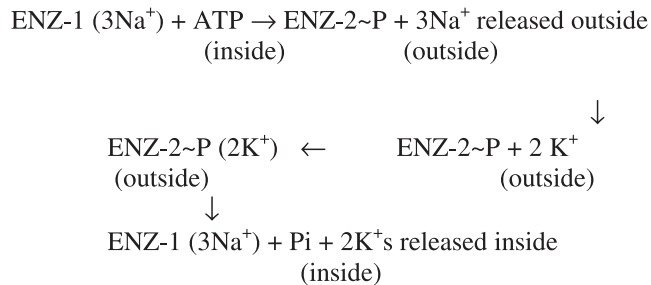 ENZ-1 (3Na⁺) + ATP → ENZ-2~P + 3Na⁺ released outside
(inside) (outside)
↓
ENZ-2~P (2K⁺) ← ENZ-2~P + 2 K⁺
(outside) (outside)
↓
ENZ-1 (3Na⁺) + Pi + 2K⁺s released inside
(inside)